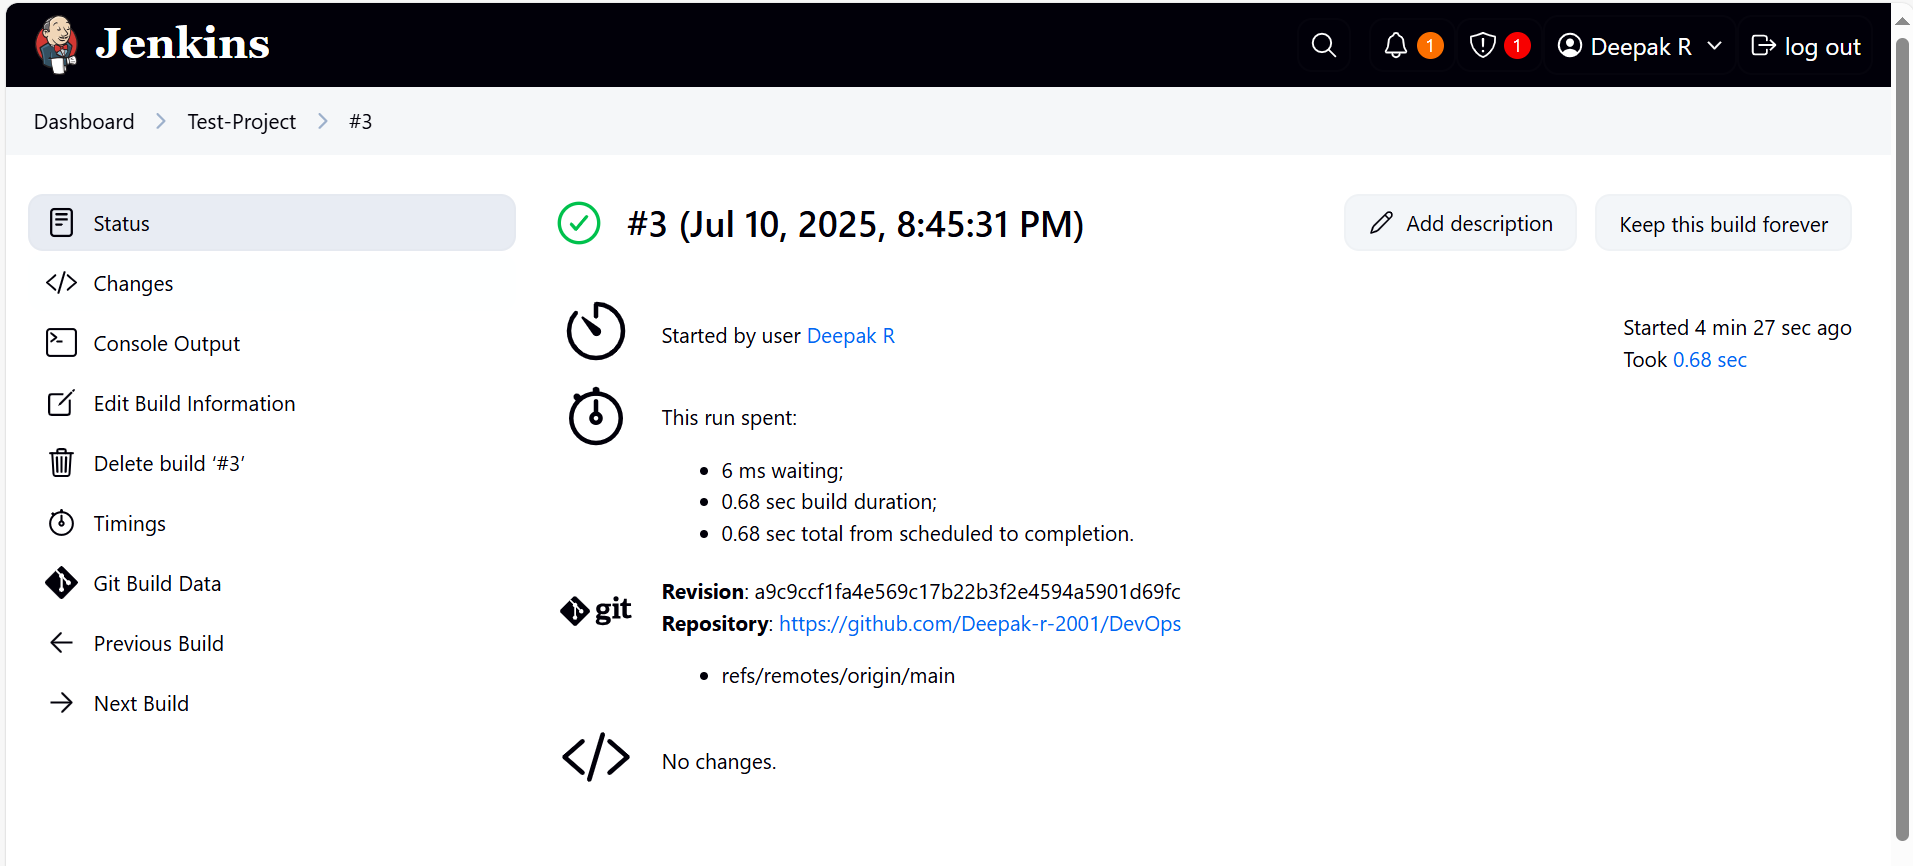 Jenkins
1
1
Deepak R
log out
Dashboard
Test-Project
#3
Status
Changes
Console Output
Edit Build Information
Delete build ‘#3’
Timings
Git Build Data
Previous Build
Next Build
#3 (Jul 10, 2025, 8:45:31 PM)
Add description
Keep this build forever
Started by user Deepak R
Started 4 min 27 sec ago
Took 0.68 sec
This run spent:
6 ms waiting;
0.68 sec build duration;
0.68 sec total from scheduled to completion.
git
Revision: a9c9ccf1fa4e569c17b22b3f2e4594a5901d69fc
Repository: https://github.com/Deepak-r-2001/DevOps
refs/remotes/origin/main
No changes.